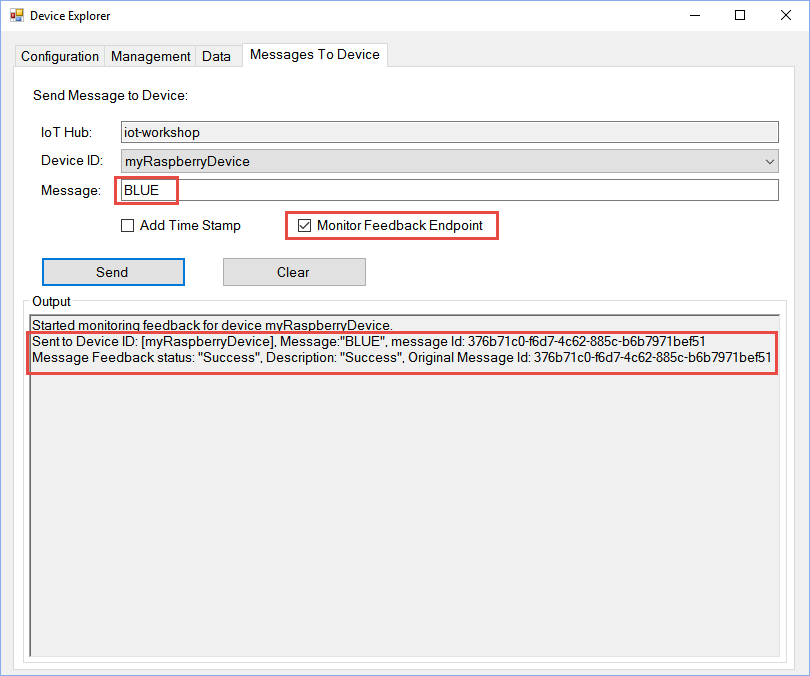 Device Explorer
Configuration Management Data Messages To Device
Send Message to Device:
IoT Hub: iot-workshop
Device ID: myRaspberryDevice
Message: BLUE
Add Time Stamp Monitor Feedback Endpoint
Send Clear
Output
Started monitoring feedback for device myRaspberryDevice.
Sent to Device ID: [myRaspberryDevice], Message:"BLUE", message Id: 376b71c0-f6d7-4c62-885c-b6b7971bef51
Message Feedback status: "Success", Description: "Success", Original Message Id: 376b71c0-f6d7-4c62-885c-b6b7971bef51